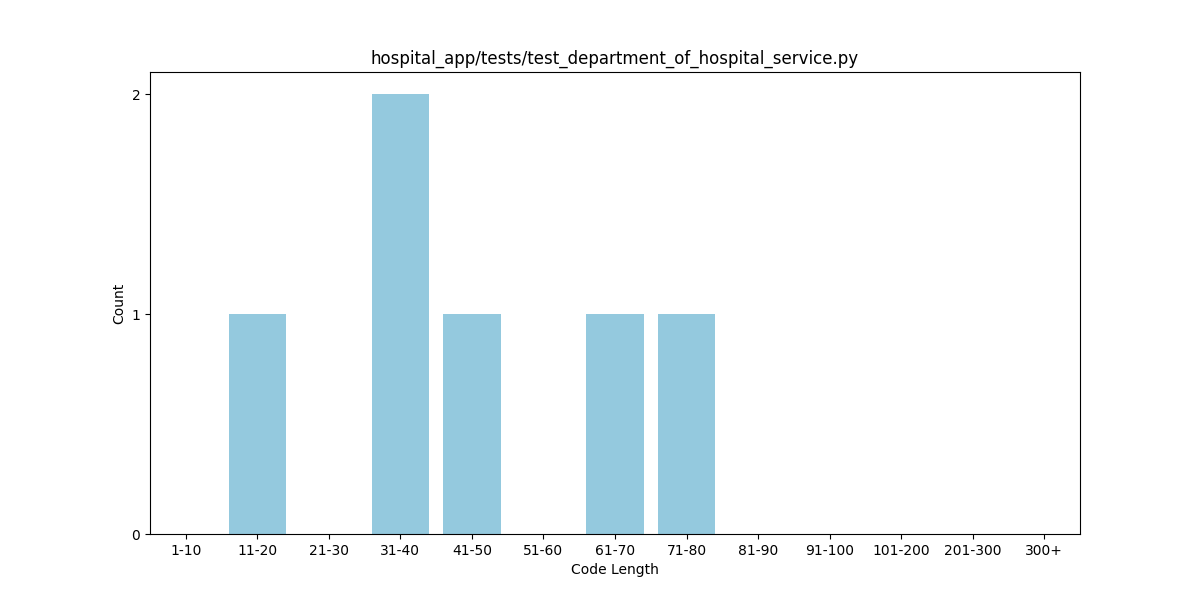 hospital_app/tests/test_department_of_hospital_service.py
2
1
0
Count
1-10 11-20 21-30 31-40 41-50 51-60 61-70 71-80 81-90 91-100 101-200 201-300 300+
Code Length